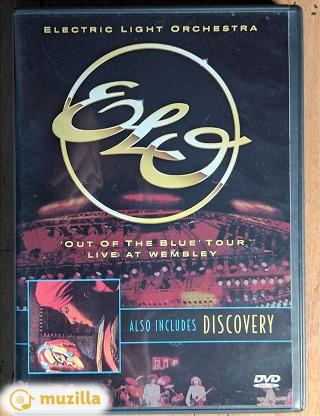 ELECTRIC LIGHT ORCHESTRA
ELO
'OUT OF THE BLUE' TOUR
LIVE AT WEMBLEY
ALSO INCLUDES DISCOVERY
DVD
muzilla